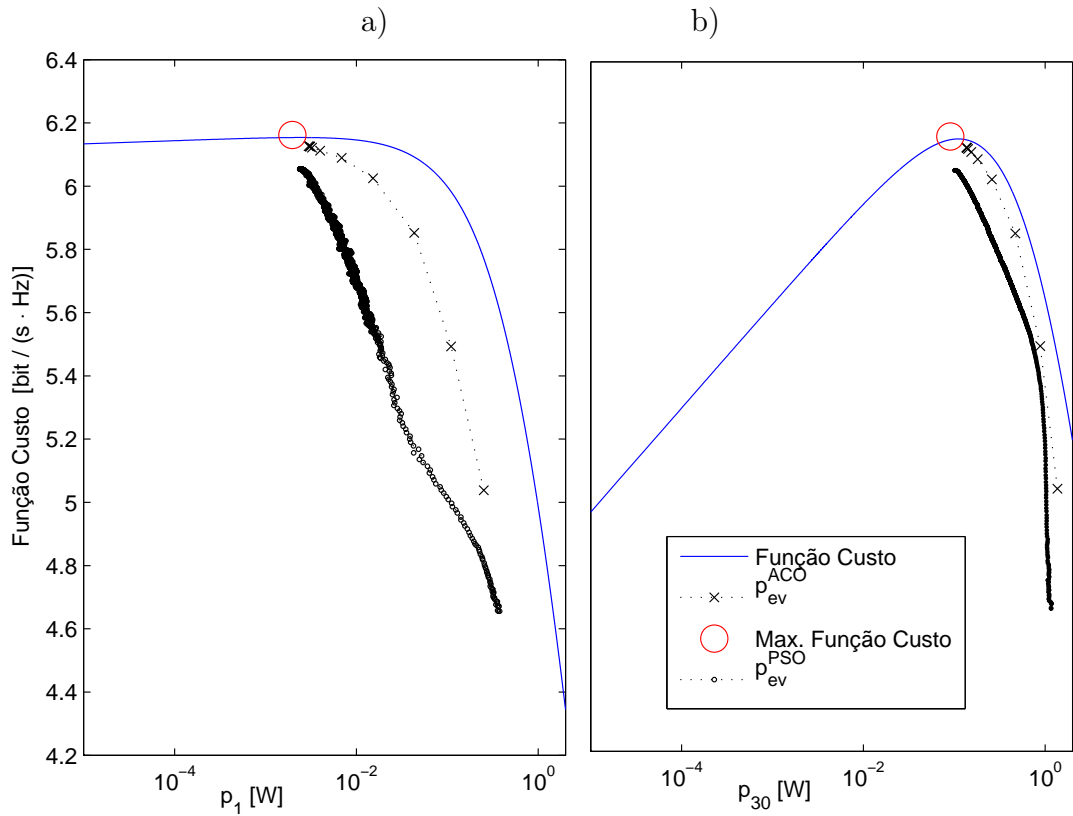 a)
b)
Função Custo [bit / (s · Hz)]
6.4
6.2
6
5.8
5.6
5.4
5.2
5
4.8
4.6
4.4
4.2
10^-4
10^-2
10^0
p_1 [W]
10^-4
10^-2
10^0
p_30 [W]
Função Custo
p_ev^ACO
Max. Função Custo
p_ev^PSO